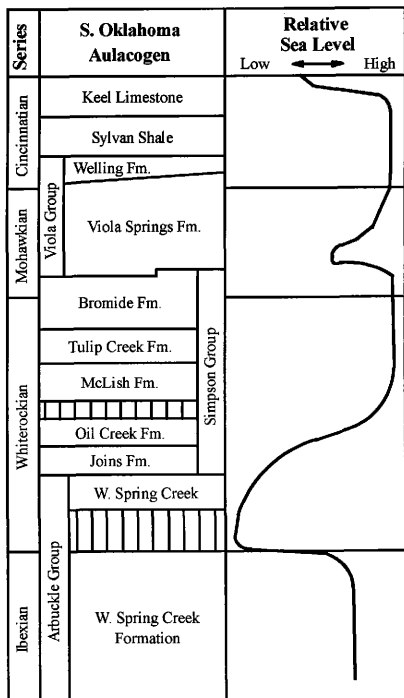 Series
S. Oklahoma
Aulacogen
Relative
Sea Level
Low
High
Cincinnatian
Keel Limestone
Sylvan Shale
Viola Group
Welling Fm.
Mohawkian
Viola Springs Fm.
Whiterockian
Bromide Fm.
Simpson Group
Tulip Creek Fm.
McLish Fm.
Oil Creek Fm.
Joins Fm.
Arbuckle Group
W. Spring Creek
Ibexian
W. Spring Creek
Formation